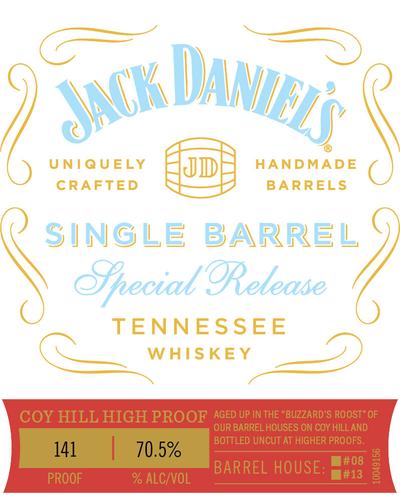 JACK DANIEL'S®
UNIQUELY CRAFTED
JD
HANDMADE BARRELS
SINGLE BARREL
Special Release
TENNESSEE
WHISKEY
COY HILL HIGH PROOF
141 | 70.5%
PROOF % ALC/VOL
AGED UP IN THE "BUZZARD'S ROOST" OF
OUR BARREL HOUSES ON COY HILL AND
BOTTLED UNCUT AT HIGHER PROOFS.
BARREL HOUSE: #08
#13
10049156